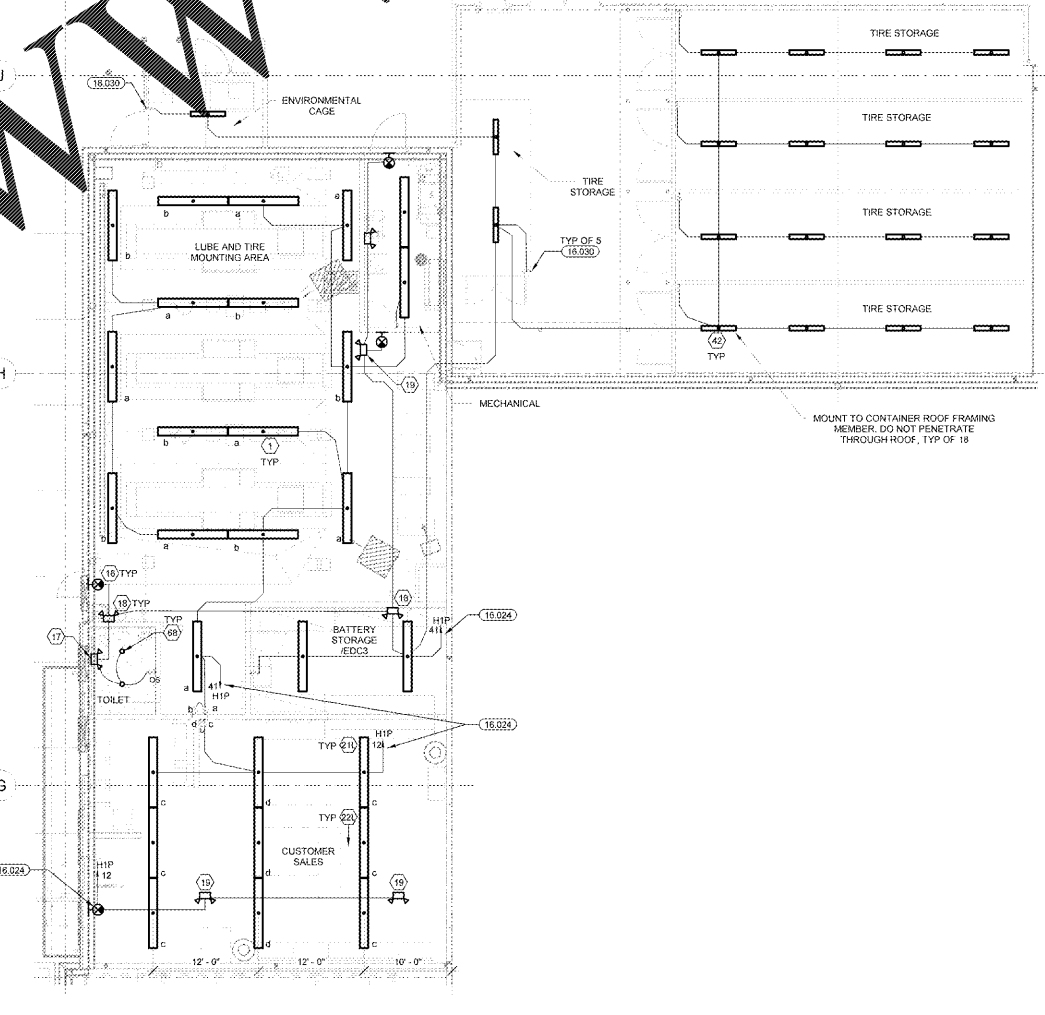 WW
TIRE STORAGE
J
16.030
ENVIRONMENTAL
CAGE
TIRE STORAGE
TIRE
STORAGE
a
b
a
TIRE STORAGE
LUBE AND TIRE
MOUNTING AREA
b
TYP OF 5
16.030
TIRE STORAGE
a
b
42
TYP
H
19
a
b
MECHANICAL
MOUNT TO CONTAINER ROOF FRAMING
MEMBER. DO NOT PENETRATE
THROUGH ROOF, TYP OF 18
b
a
1
TYP
b
a
b
a
TYP
18
TYP
18
TYP
68
17
BATTERY
STORAGE
/EDC3
H1P
41
16.024
OS
a
41
H1P
TOILET
b
a
d
c
16.024
H1P
TYP
21L
12
G
c
d
c
TYP
22L
CUSTOMER
SALES
H1P
12
16.024
c
d
c
19
19
c
d
c
12' - 0"
12' - 0"
10' - 0"